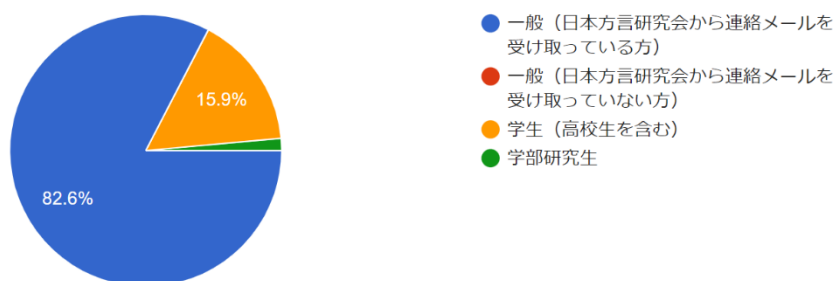 15.9%
82.6%
一般（日本方言研究会から連絡メールを
受け取っている方）
一般（日本方言研究会から連絡メールを
受け取っていない方）
学生（高校生を含む）
学部研究生